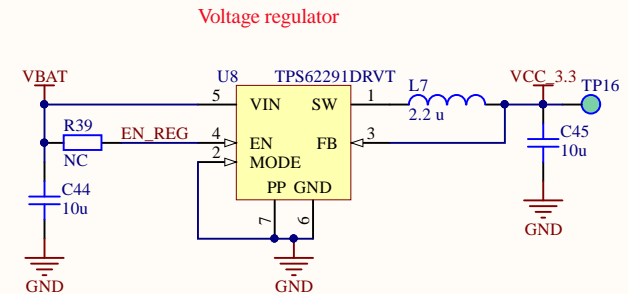 Voltage regulator
VBAT
U8
TPS62291DRVT
L7
VCC_3.3
TP16
5
VIN
SW
1
2.2 u
R39
EN_REG
4
EN
FB
3
C45
NC
2
MODE
10u
PP
GND
C44
10u
7
6
GND
GND
GND